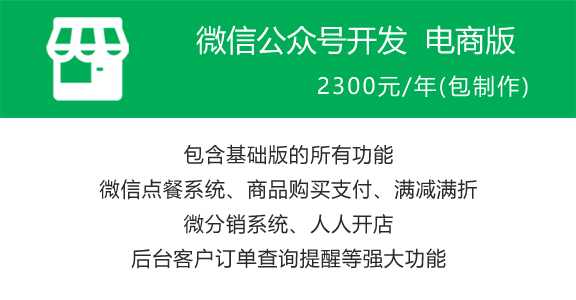 微信公众号开发 电商版
2300元/年(包制作)
包含基础版的所有功能
微信点餐系统、商品购买支付、满减满折
微分销系统、人人开店
后台客户订单查询提醒等强大功能